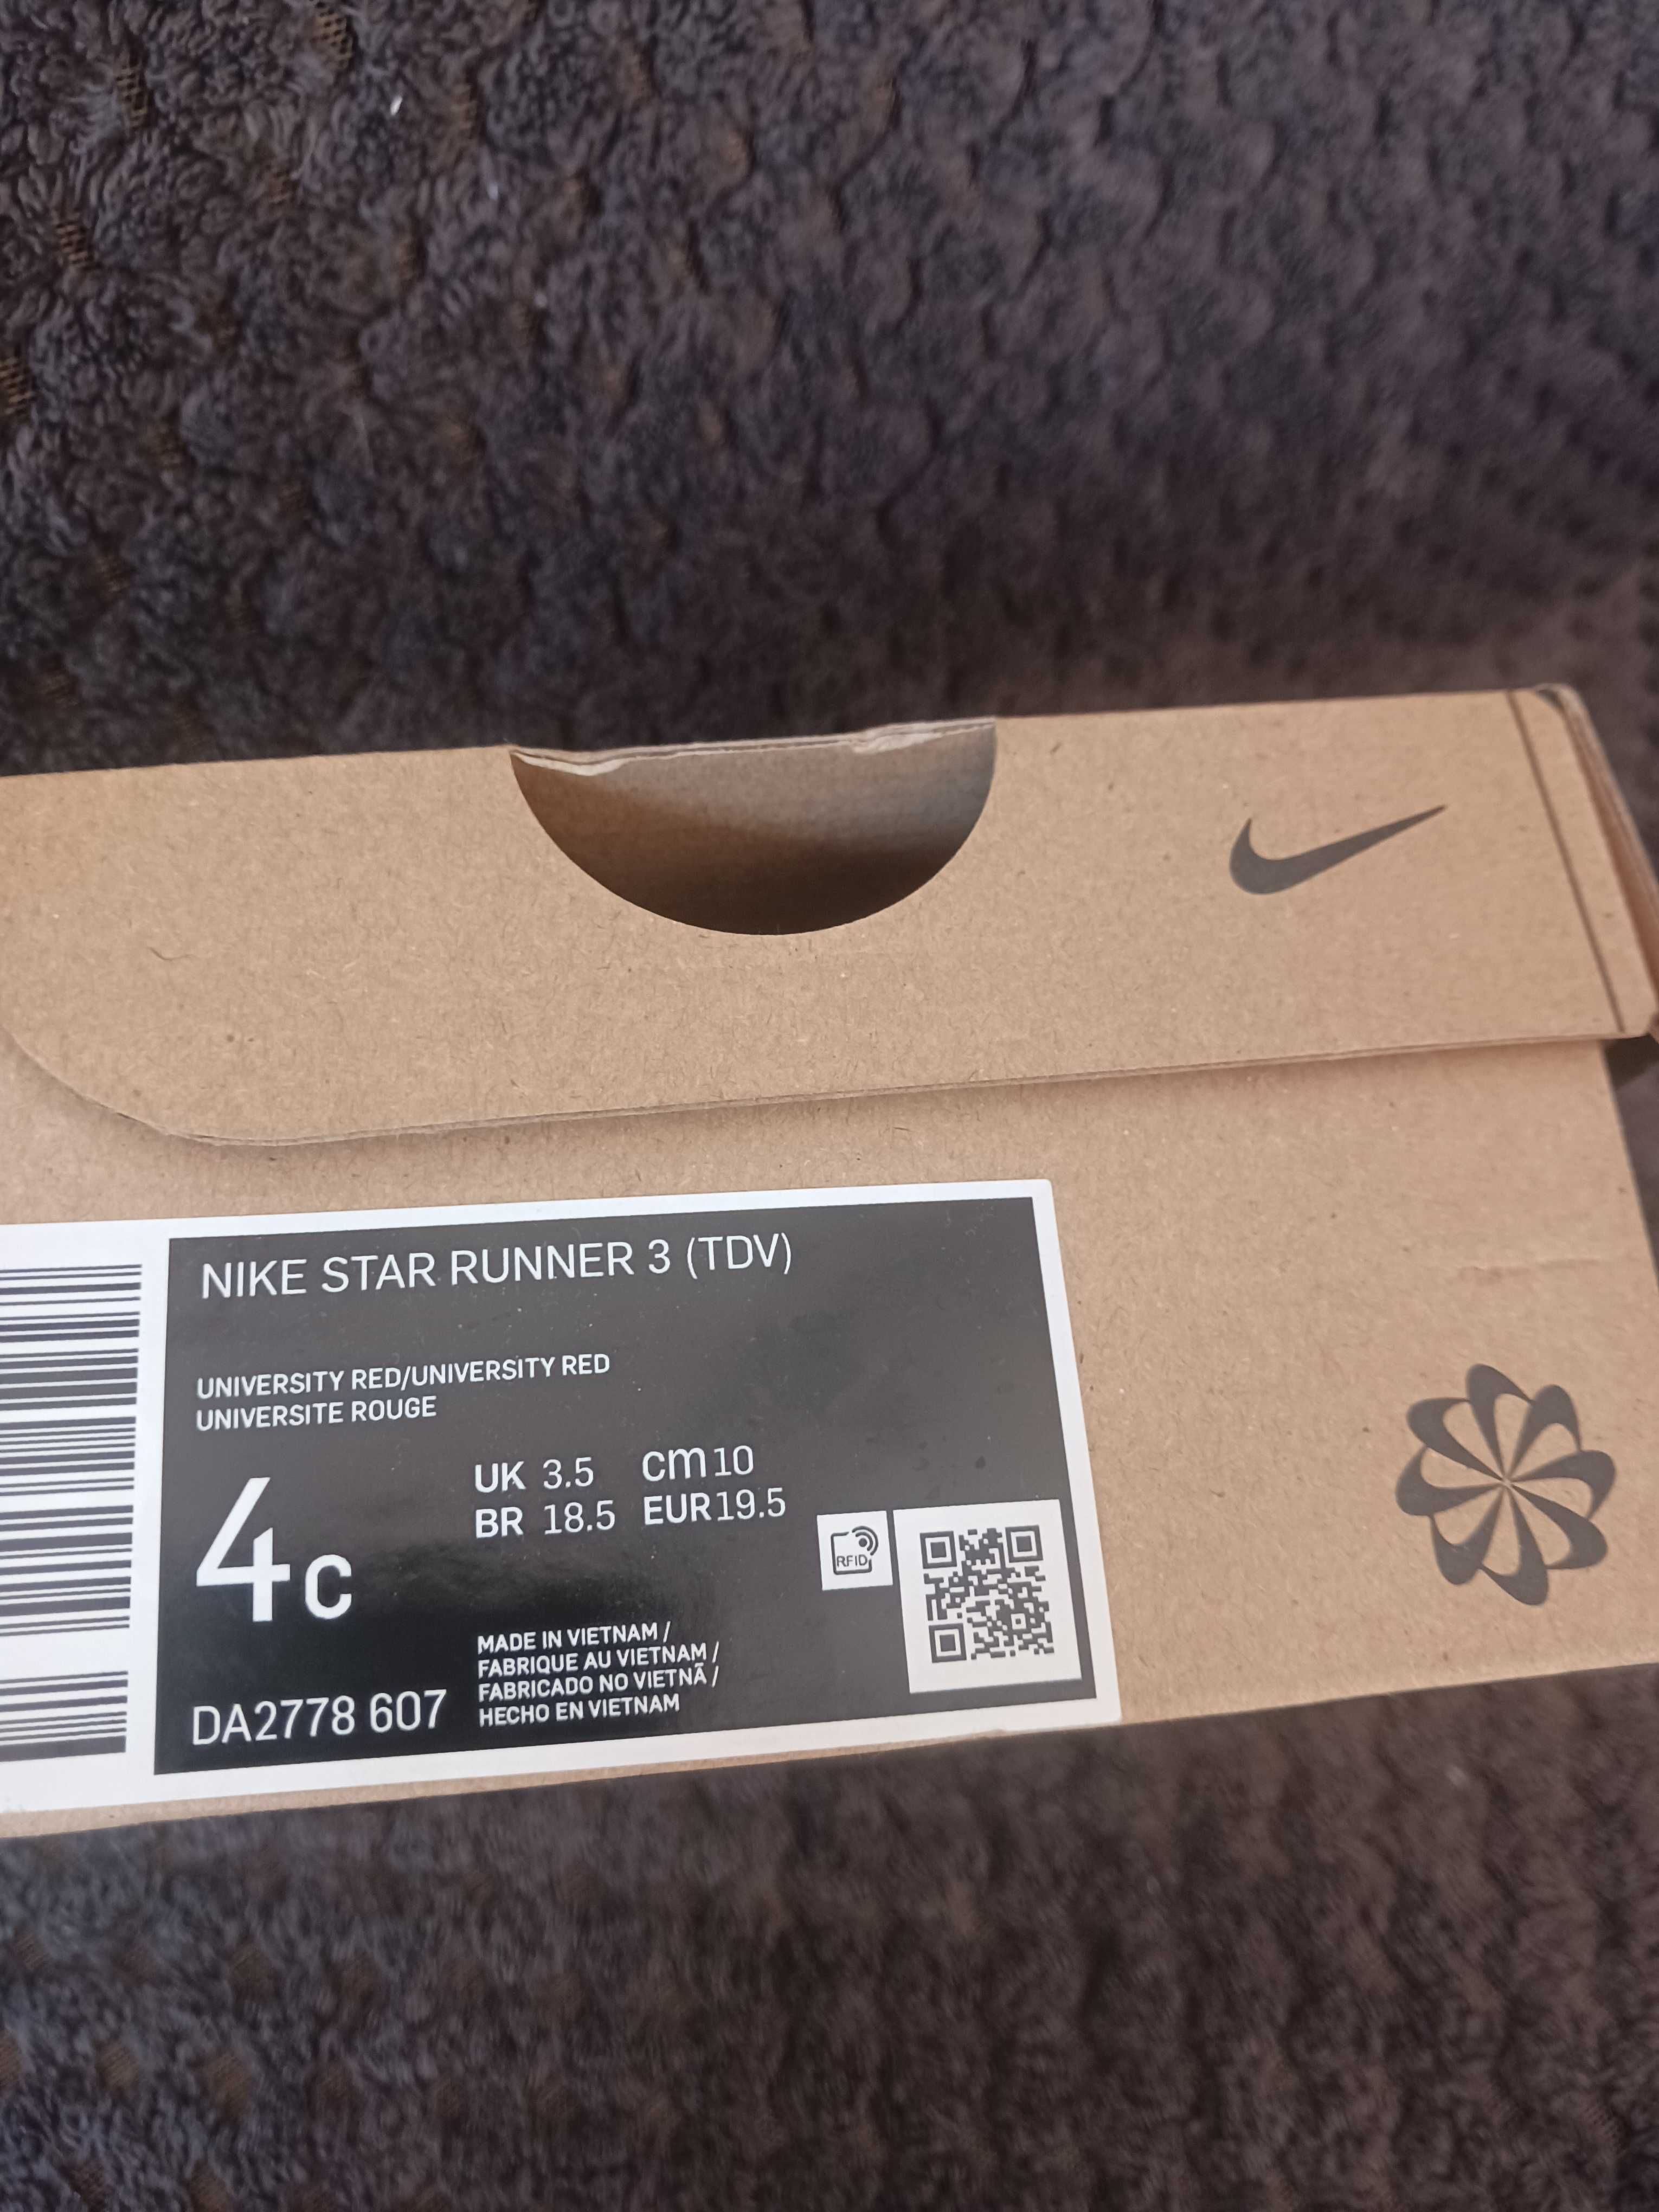 NIKE STAR RUNNER 3 (TDV)
UNIVERSITY RED/UNIVERSITY RED
UNIVERSITE ROUGE
4c
UK 3.5 cm 10
BR 18.5 EUR 19.5
RFID
MADE IN VIETNAM /
FABRIQUE AU VIETNAM /
FABRICADO NO VIETNÃ /
HECHO EN VIETNAM
DA2778 607